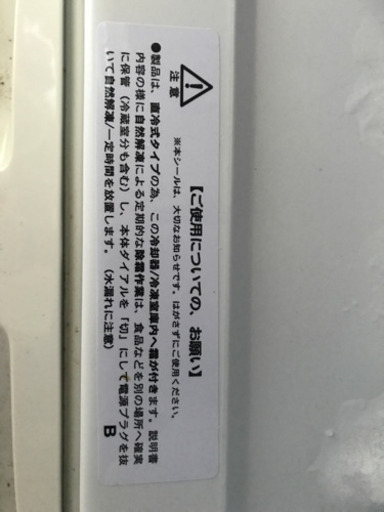 注意
【ご使用についての、お願い】
※本シールは、大切なお知らせです。はがさずにご使用ください。
●製品は、直冷式タイプの為、この冷却器/冷凍室庫内へ霜が付きます。説明書
内容の様に自然解凍による定期的な除霜作業は、食品などを別の場所へ確実
に保管（冷蔵室分も含む）し、本体ダイアルを「切」にして電源プラグを抜
いて自然解凍/一定時間を放置します。（水漏れに注意）
B